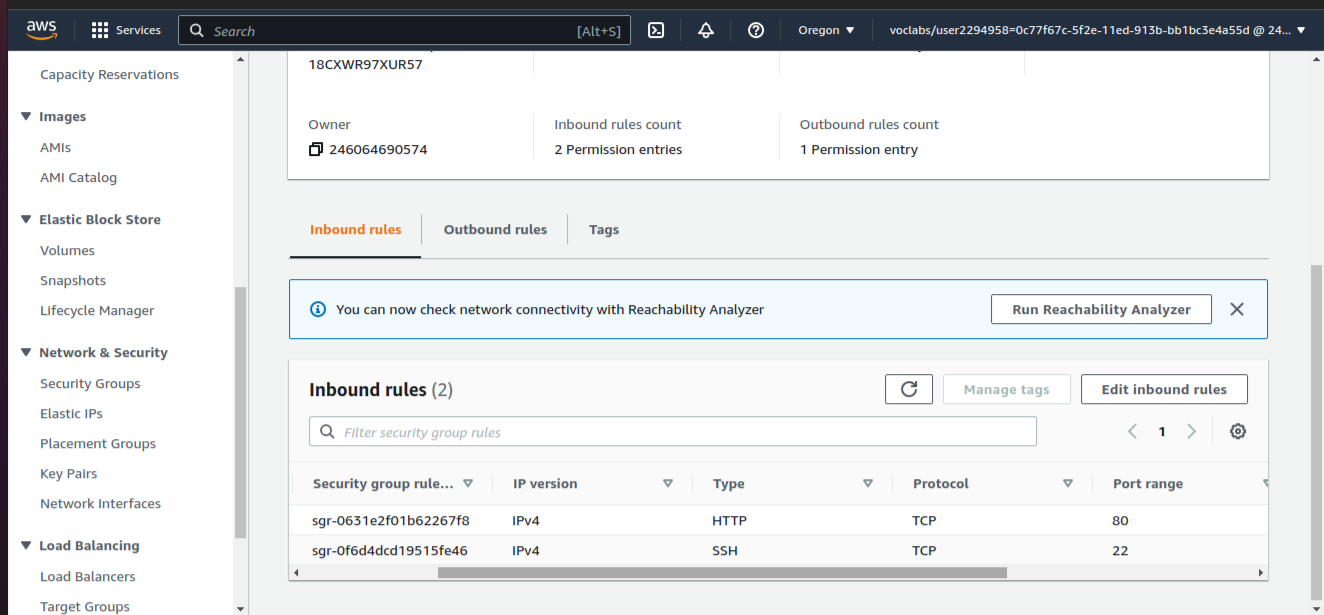 aws
Services
Search
[Alt+S]
Oregon
voclabs/user2294958=0c77f67c-5f2e-11ed-913b-bb1bc3e4a55d @ 24...
Capacity Reservations
Images
AMIs
AMI Catalog
Elastic Block Store
Volumes
Snapshots
Lifecycle Manager
Network & Security
Security Groups
Elastic IPs
Placement Groups
Key Pairs
Network Interfaces
Load Balancing
Load Balancers
Target Groups
18CXWR97XUR57
Owner
246064690574
Inbound rules count
2 Permission entries
Outbound rules count
1 Permission entry
Inbound rules
Outbound rules
Tags
You can now check network connectivity with Reachability Analyzer
Run Reachability Analyzer
Inbound rules (2)
Manage tags
Edit inbound rules
Filter security group rules
1
Security group rule... IP version Type Protocol Port range
sgr-0631e2f01b62267f8 IPv4 HTTP TCP 80
sgr-0f6d4dcd19515fe46 IPv4 SSH TCP 22